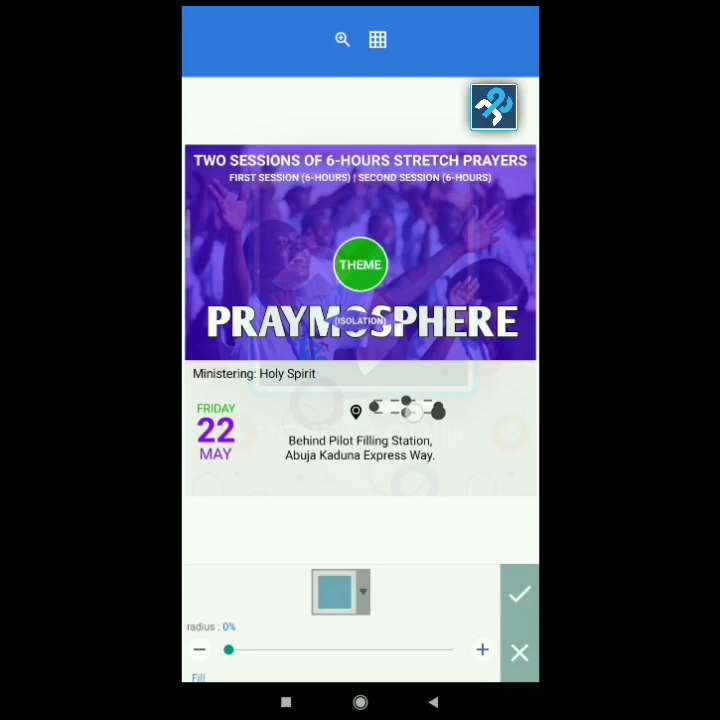 TWO SESSIONS OF 6-HOURS STRETCH PRAYERS
FIRST SESSION (6-HOURS) | SECOND SESSION (6-HOURS)
THEME
PRAYMOSPHERE
(ISOLATION)
Ministering: Holy Spirit
FRIDAY
22
MAY
Behind Pilot Filling Station,
Abuja Kaduna Express Way.
radius : 0%
Fill